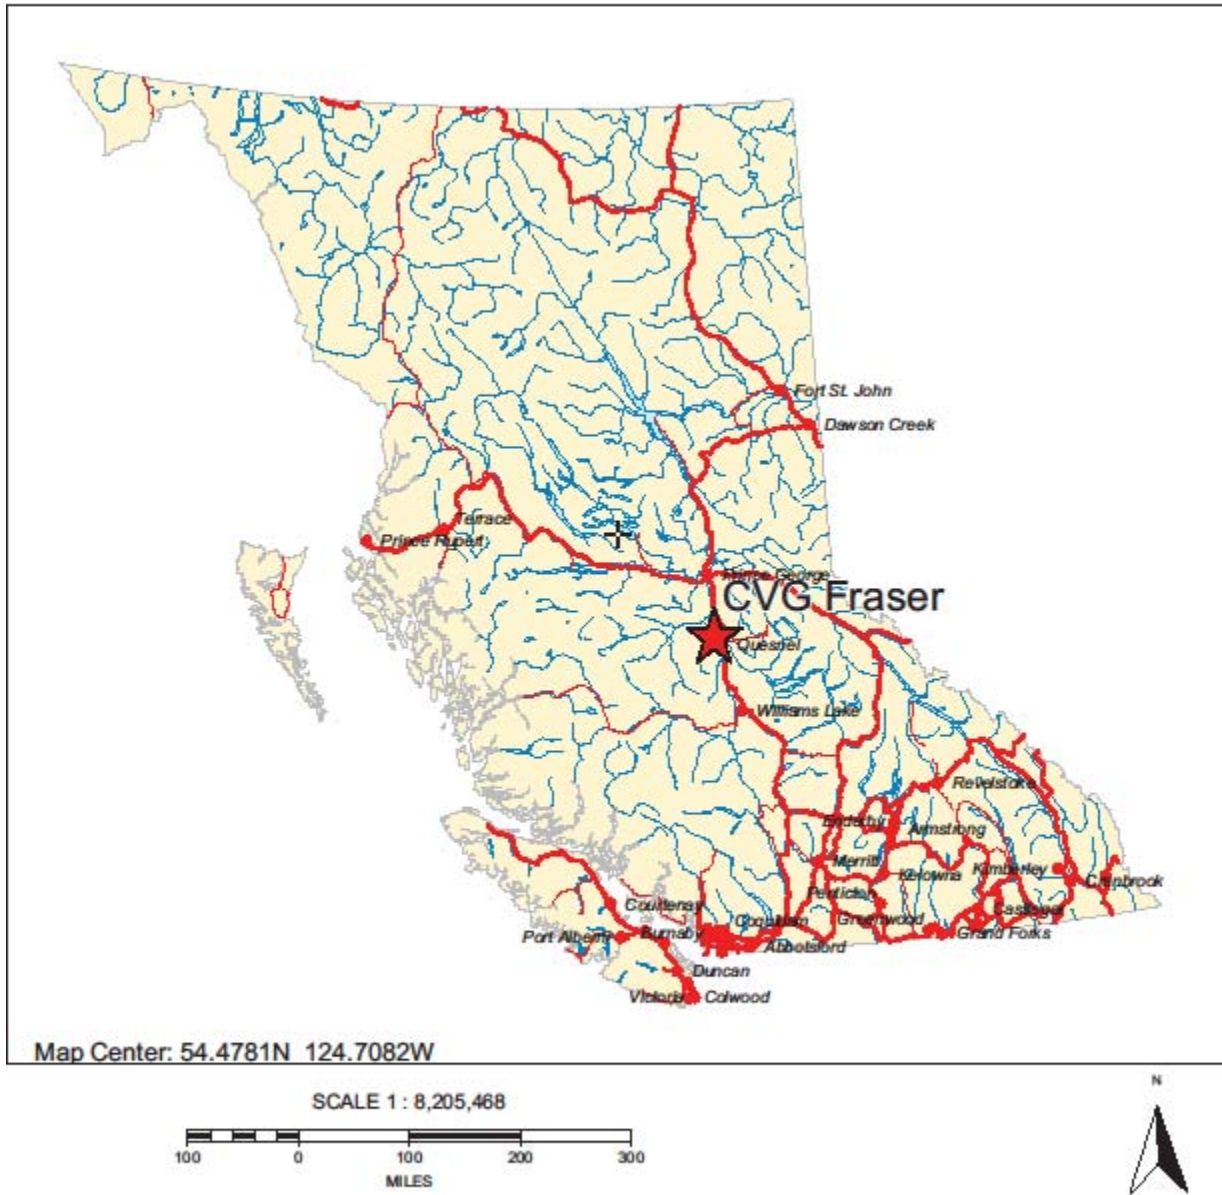 Fort St. John
Dawson Creek
Terrace
Prince Rupert
Prince George
CVG Fraser
Quesnel
Williams Lake
Revelstoke
Enderby
Armstrong
Merritt
Kelowna
Kimberley
Cranbrook
Penticton
Castlegar
Courtenay
Greenwood
Coquitlam
Port Alberni
Burnaby
Grand Forks
Abbotsford
Duncan
Victoria
Colwood
Map Center: 54.4781N 124.7082W
SCALE 1 : 8,205,468
100 0 100 200 300
MILES
N